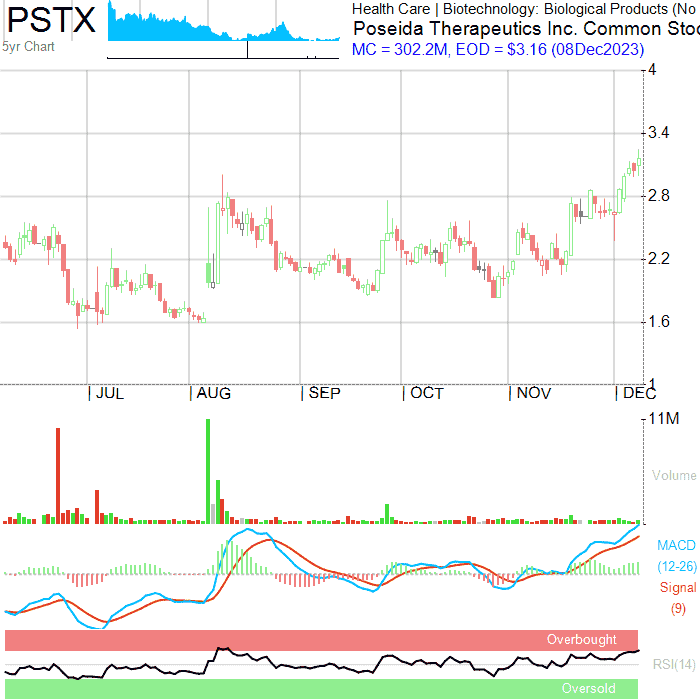 PSTX
5yr Chart
Health Care | Biotechnology: Biological Products (No
Poseida Therapeutics Inc. Common Stoc
MC = 302.2M, EOD = $3.16 (08Dec2023)
4
3.4
2.8
2.2
1.6
1
JUL
AUG
SEP
OCT
NOV
DEC
11M
Volume
MACD
(12-26)
Signal
(9)
Overbought
RSI(14)
Oversold